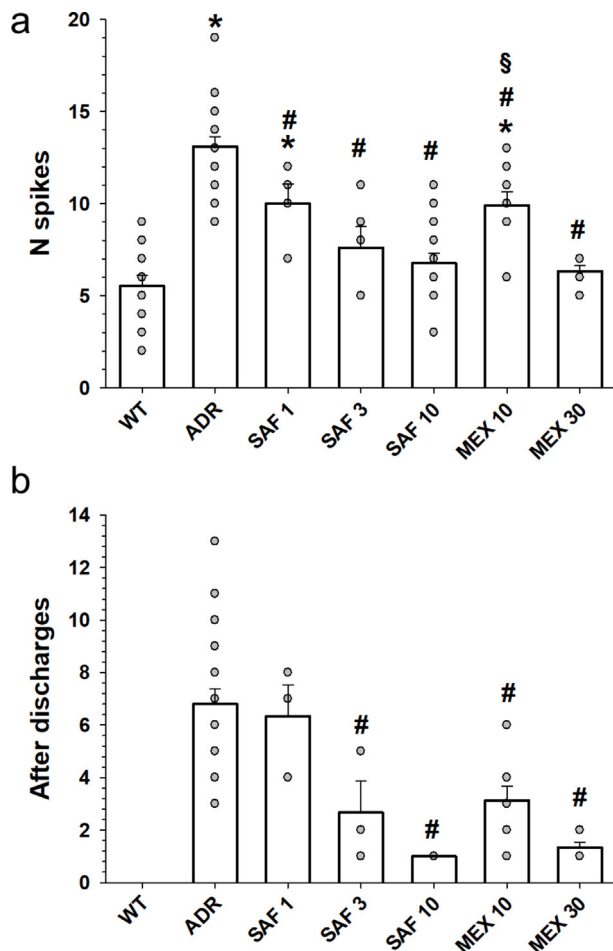 a
N spikes
20
15
10
5
0
*
#
*
#
#
§
#
*
#
WT
ADR
SAF 1
SAF 3
SAF 10
MEX 10
MEX 30
b
After discharges
14
12
10
8
6
4
2
0
#
#
#
#
WT
ADR
SAF 1
SAF 3
SAF 10
MEX 10
MEX 30